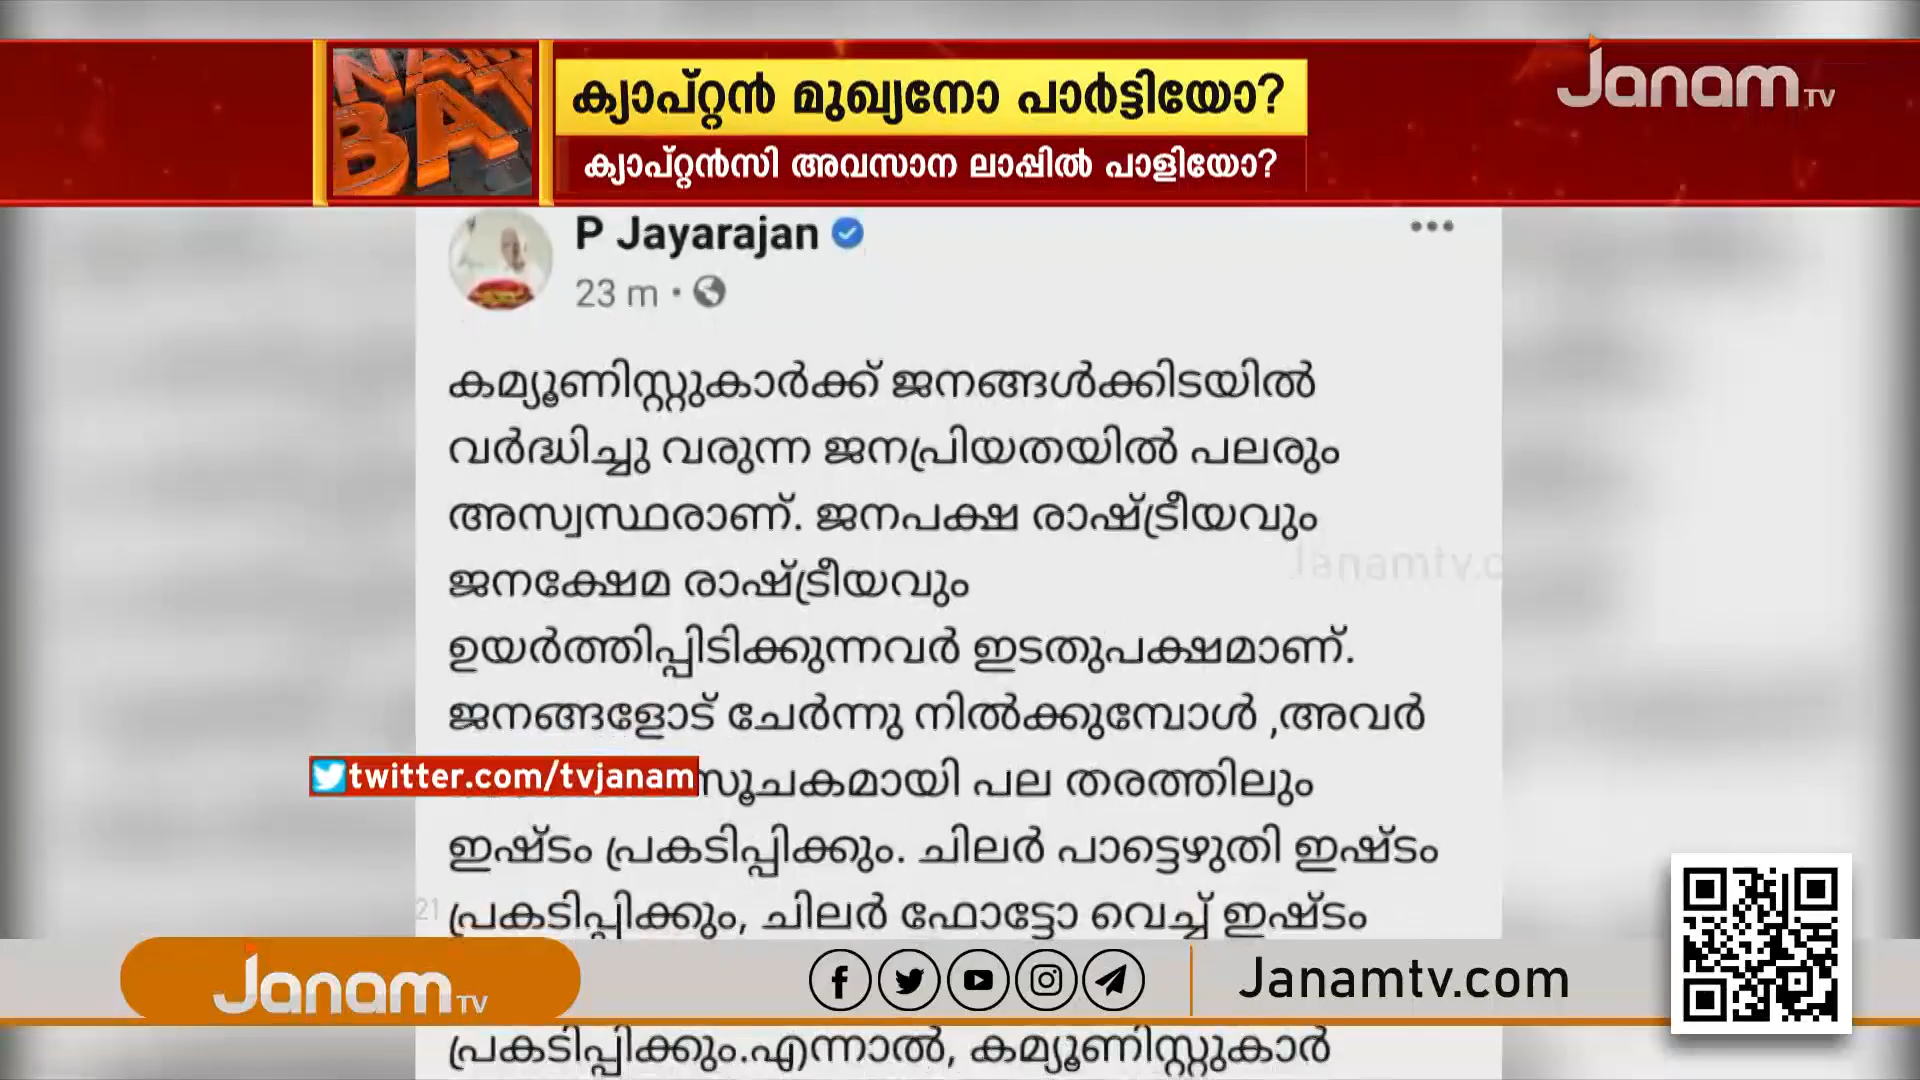 ക്യാപ്റ്റൻ മുഖ്യനോ പാർട്ടിയോ?
Janam TV
ക്യാപ്റ്റൻസി അവസാന ലാപ്പിൽ പാളിയോ?
P Jayarajan
23 m
കമ്യൂണിസ്റ്റുകാർക്ക് ജനങ്ങൾക്കിടയിൽ
വർദ്ധിച്ചു വരുന്ന ജനപ്രിയതയിൽ പലരും
അസ്വസ്ഥരാണ്. ജനപക്ഷ രാഷ്ട്രീയവും
Janamtv.c
ജനക്ഷേമ രാഷ്ട്രീയവും
ഉയർത്തിപ്പിടിക്കുന്നവർ ഇടതുപക്ഷമാണ്.
ജനങ്ങളോട് ചേർന്നു നിൽക്കുമ്പോൾ ,അവർ
twitter.com/tvjanam
സൂചകമായി പല തരത്തിലും
ഇഷ്ടം പ്രകടിപ്പിക്കും. ചിലർ പാട്ടെഴുതി ഇഷ്ടം
21
പ്രകടിപ്പിക്കും, ചിലർ ഫോട്ടോ വെച്ച് ഇഷ്ടം
Janam TV
Janamtv.com
പ്രകടിപ്പിക്കും.എന്നാൽ, കമ്യൂണിസ്റ്റുകാർ